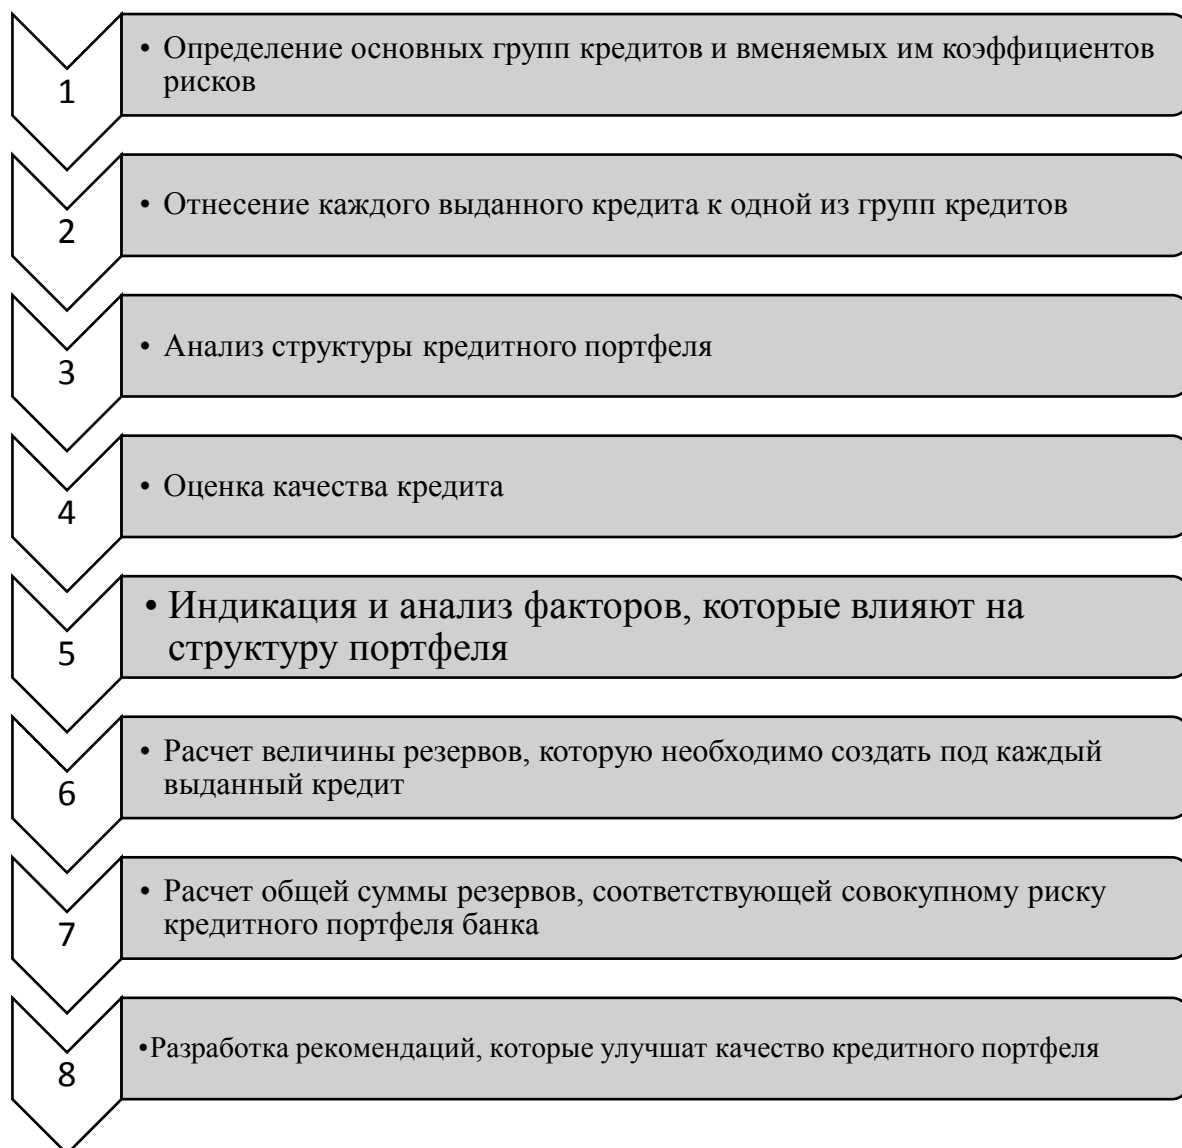 1
• Определение основных групп кредитов и вменяемых им коэффициентов
рисков
2
• Отнесение каждого выданного кредита к одной из групп кредитов
3
• Анализ структуры кредитного портфеля
4
• Оценка качества кредита
5
• Индикация и анализ факторов, которые влияют на
структуру портфеля
6
• Расчет величины резервов, которую необходимо создать под каждый
выданный кредит
7
• Расчет общей суммы резервов, соответствующей совокупному риску
кредитного портфеля банка
8
•Разработка рекомендаций, которые улучшат качество кредитного портфеля